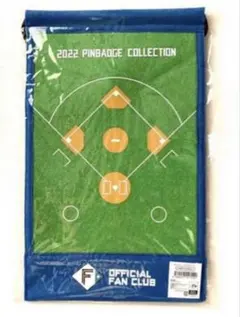 2022 PINBADGE COLLECTION
F
OFFICIAL
FAN CLUB